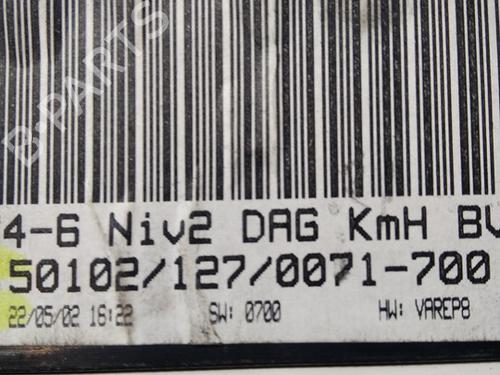 B-PARTS
4-6 Niv2 DAG KmH BV
50102/127/0071-700
22/05/02 16:22 SW: 0700 HW: VAREP8